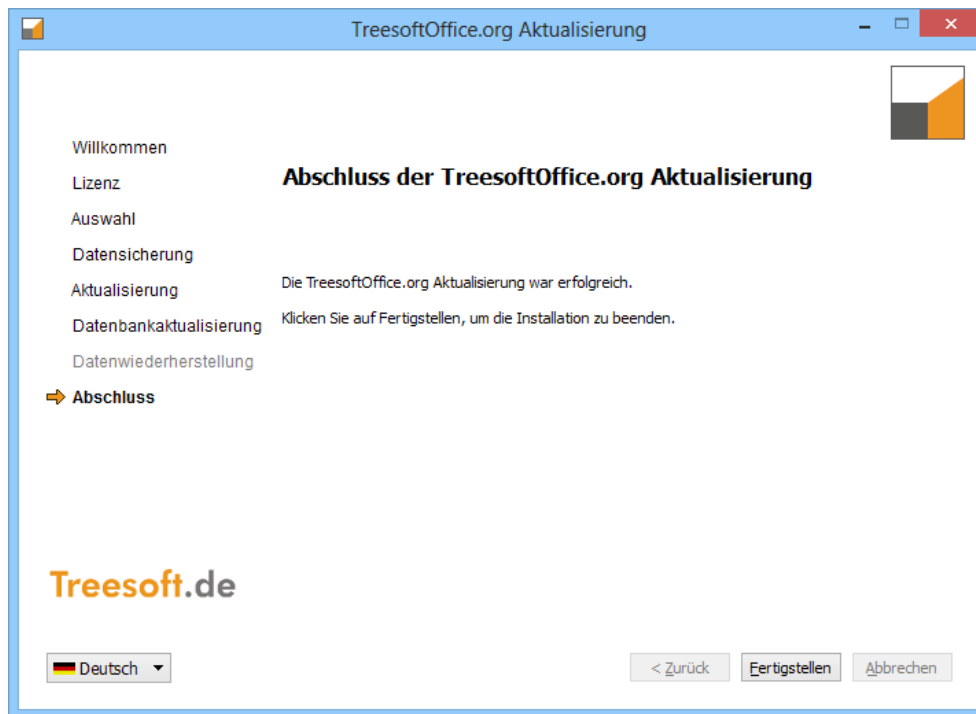 TreesoftOffice.org Aktualisierung
Willkommen
Lizenz
Abschluss der TreesoftOffice.org Aktualisierung
Auswahl
Datensicherung
Aktualisierung
Die TreesoftOffice.org Aktualisierung war erfolgreich.
Datenbankaktualisierung
Klicken Sie auf Fertigstellen, um die Installation zu beenden.
Datenwiederherstellung
Abschluss
Treesoft.de
Deutsch
< Zurück
Fertigstellen
Abbrechen